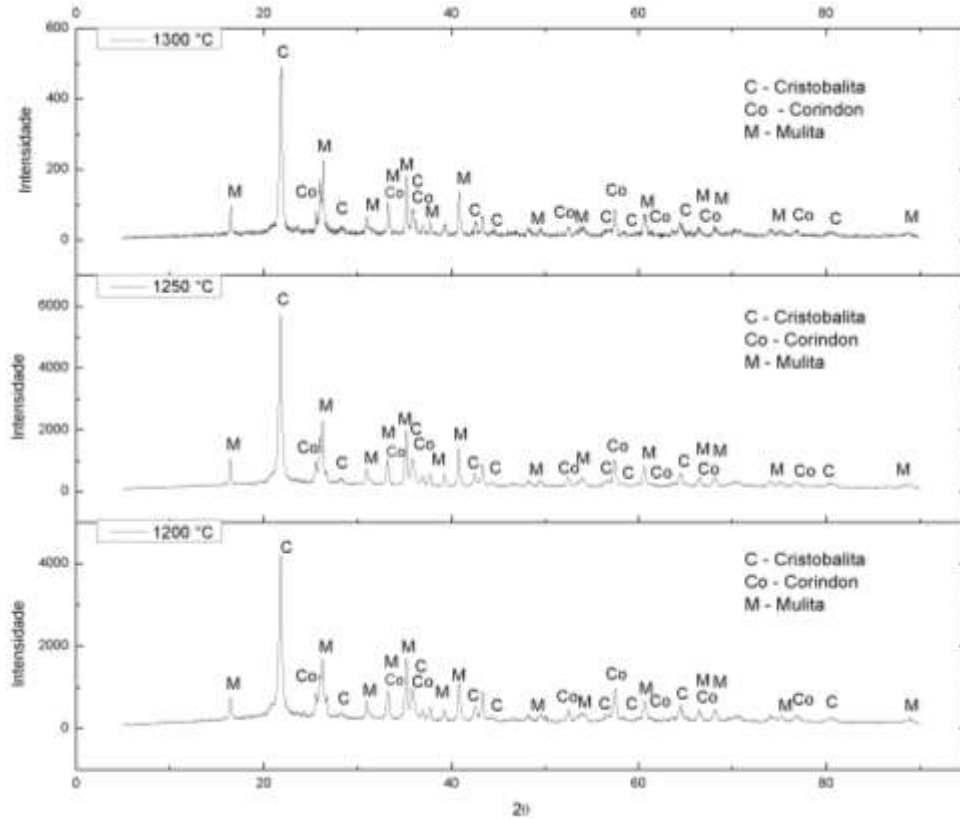 0 20 40 60 80
1300 °C
600
400
200
0
Intensidade
C - Cristobalita
Co - Corindon
M - Mulita
C
M
M Co M C
Co C M C M M
Co C Co M
M C C M Co M C Co M C Co M Co M M Co C M
1250 °C
6000
4000
2000
0
Intensidade
C - Cristobalita
Co - Corindon
M - Mulita
C
M
M Co C M M Co M C Co M M C C M Co M C Co C M Co C M Co M M Co C M
1200 °C
4000
2000
0
Intensidade
C - Cristobalita
Co - Corindon
M - Mulita
C
M
M Co C M M Co M C Co M M C C M Co M C Co C M Co C M Co M M Co C M
0 20 40 60 80
2θ